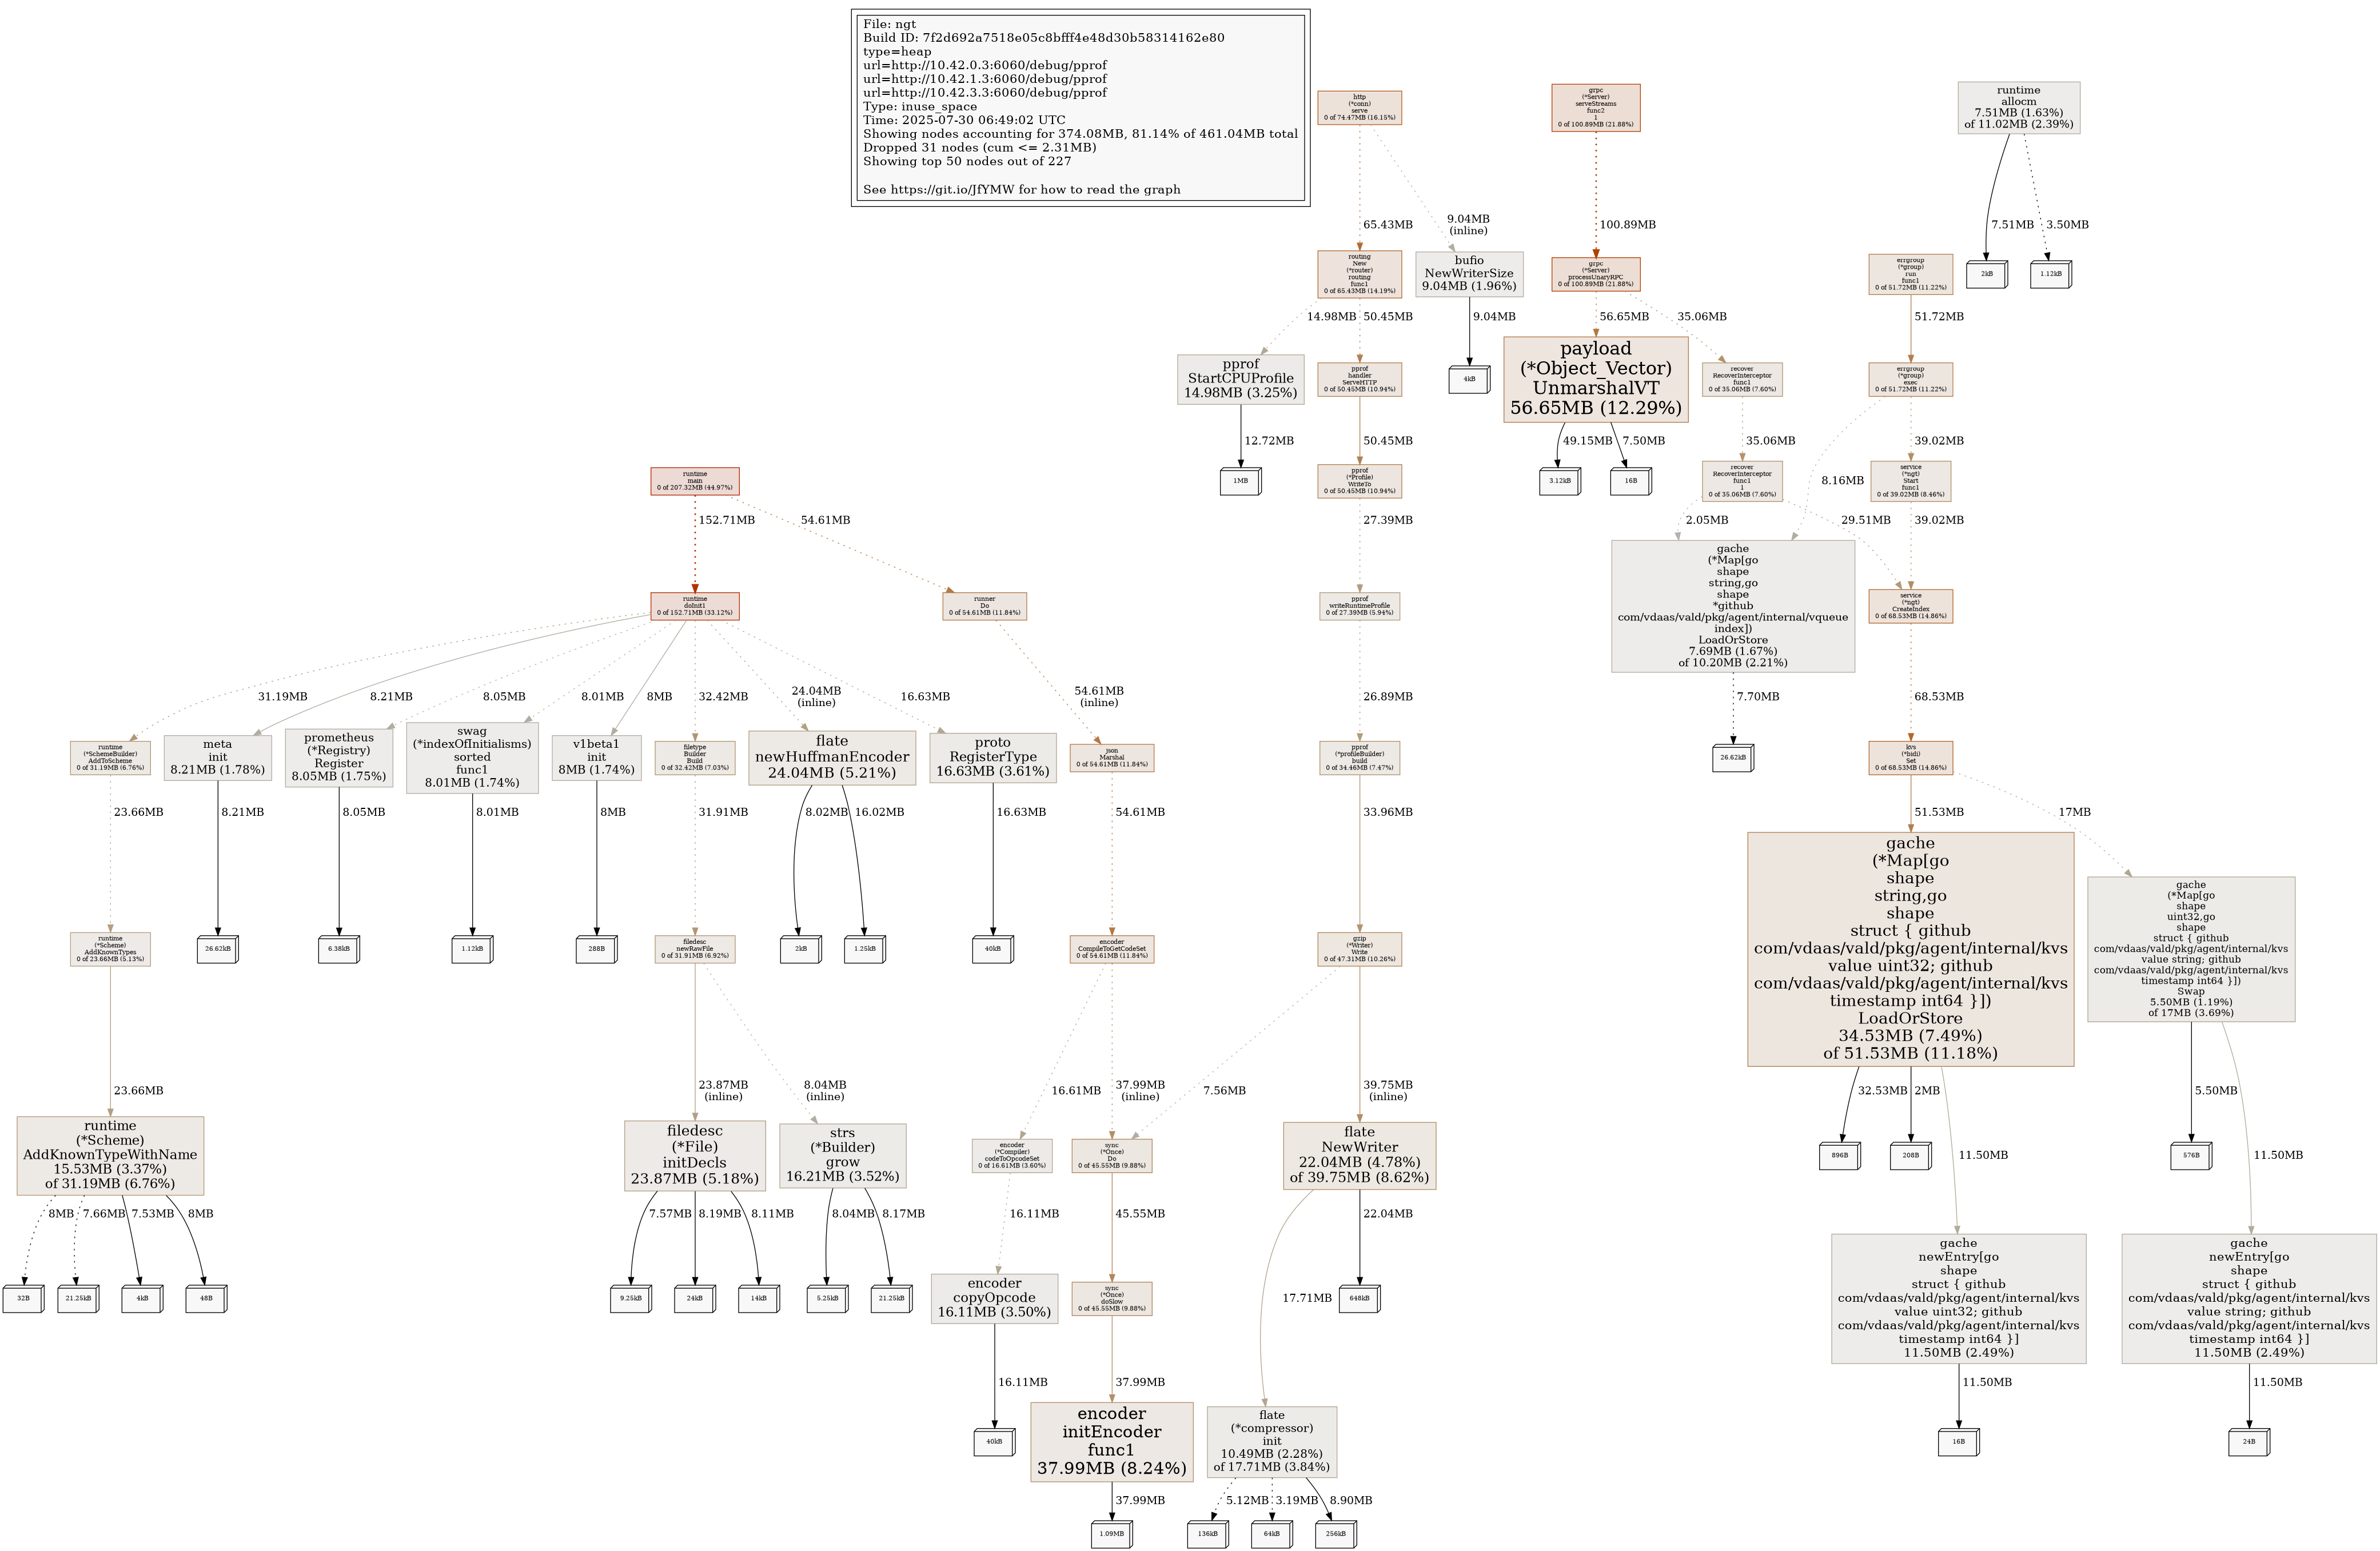 File: ngt
Build ID: 7f2d692a7518e05c8bfff4e48d30b58314162e80
type=heap
url=http://10.42.0.3:6060/debug/pprof
url=http://10.42.1.3:6060/debug/pprof
url=http://10.42.3.3:6060/debug/pprof
Type: inuse_space
Time: 2025-07-30 06:49:02 UTC
Showing nodes accounting for 374.08MB, 81.14% of 461.04MB total
Dropped 31 nodes (cum <= 2.31MB)
Showing top 50 nodes out of 227
See https://git.io/JfYMW for how to read the graph
http
(*conn)
serve
0 of 74.47MB (16.15%)
grpc
(*Server)
serveStreams
func2
1
0 of 100.89MB (21.88%)
runtime
allocm
7.51MB (1.63%)
of 11.02MB (2.39%)
65.43MB
9.04MB
(inline)
100.89MB
7.51MB
3.50MB
routing
New
(*router)
routing
func1
0 of 65.43MB (14.19%)
bufio
NewWriterSize
9.04MB (1.96%)
grpc
(*Server)
processUnaryRPC
0 of 100.89MB (21.88%)
errgroup
(*group)
run
func1
0 of 51.72MB (11.22%)
2kB
1.12kB
14.98MB
50.45MB
9.04MB
56.65MB
35.06MB
51.72MB
pprof
StartCPUProfile
14.98MB (3.25%)
pprof
handler
ServeHTTP
0 of 50.45MB (10.94%)
4kB
payload
(*Object_Vector)
UnmarshalVT
56.65MB (12.29%)
recover
RecoverInterceptor
func1
0 of 35.06MB (7.60%)
errgroup
(*group)
exec
0 of 51.72MB (11.22%)
12.72MB
50.45MB
49.15MB
7.50MB
35.06MB
8.16MB
39.02MB
runtime
main
0 of 207.32MB (44.97%)
1MB
pprof
(*Profile)
WriteTo
0 of 50.45MB (10.94%)
3.12kB
16B
recover
RecoverInterceptor
func1
1
0 of 35.06MB (7.60%)
service
(*ngt)
Start
func1
0 of 39.02MB (8.46%)
152.71MB
54.61MB
27.39MB
2.05MB
29.51MB
39.02MB
runtime
doInit1
0 of 152.71MB (33.12%)
runner
Do
0 of 54.61MB (11.84%)
pprof
writeRuntimeProfile
0 of 27.39MB (5.94%)
gache
(*Map[go
shape
string,go
shape
*github
com/vdaas/vald/pkg/agent/internal/vqueue
index])
LoadOrStore
7.69MB (1.67%)
of 10.20MB (2.21%)
service
(*ngt)
CreateIndex
0 of 68.53MB (14.86%)
31.19MB
8.21MB
8.05MB
8.01MB
8MB
32.42MB
24.04MB
(inline)
16.63MB
54.61MB
(inline)
26.89MB
7.70MB
68.53MB
runtime
(*SchemeBuilder)
AddToScheme
0 of 31.19MB (6.76%)
meta
init
8.21MB (1.78%)
prometheus
(*Registry)
Register
8.05MB (1.75%)
swag
(*indexOfInitialisms)
sorted
func1
8.01MB (1.74%)
v1beta1
init
8MB (1.74%)
filetype
Builder
Build
0 of 32.42MB (7.03%)
flate
newHuffmanEncoder
24.04MB (5.21%)
proto
RegisterType
16.63MB (3.61%)
json
Marshal
0 of 54.61MB (11.84%)
pprof
(*profileBuilder)
build
0 of 34.46MB (7.47%)
26.62kB
kvs
(*bidi)
Set
0 of 68.53MB (14.86%)
23.66MB
8.21MB
8.05MB
8.01MB
8MB
31.91MB
8.02MB
16.02MB
16.63MB
54.61MB
33.96MB
51.53MB
17MB
runtime
(*Scheme)
AddKnownTypes
0 of 23.66MB (5.13%)
26.62kB
6.38kB
1.12kB
288B
filedesc
newRawFile
0 of 31.91MB (6.92%)
2kB
1.25kB
40kB
encoder
CompileToGetCodeSet
0 of 54.61MB (11.84%)
gzip
(*Writer)
Write
0 of 47.31MB (10.26%)
gache
(*Map[go
shape
string,go
shape
struct { github
com/vdaas/vald/pkg/agent/internal/kvs
value uint32; github
com/vdaas/vald/pkg/agent/internal/kvs
timestamp int64 }])
LoadOrStore
34.53MB (7.49%)
of 51.53MB (11.18%)
gache
(*Map[go
shape
uint32,go
shape
struct { github
com/vdaas/vald/pkg/agent/internal/kvs
value string; github
com/vdaas/vald/pkg/agent/internal/kvs
timestamp int64 }])
Swap
5.50MB (1.19%)
of 17MB (3.69%)
23.66MB
23.87MB
(inline)
8.04MB
(inline)
16.61MB
37.99MB
(inline)
7.56MB
39.75MB
(inline)
32.53MB
2MB
11.50MB
5.50MB
11.50MB
runtime
(*Scheme)
AddKnownTypeWithName
15.53MB (3.37%)
of 31.19MB (6.76%)
filedesc
(*File)
initDecls
23.87MB (5.18%)
strs
(*Builder)
grow
16.21MB (3.52%)
encoder
(*Compiler)
codeToOpcodeSet
0 of 16.61MB (3.60%)
sync
(*Once)
Do
0 of 45.55MB (9.88%)
flate
NewWriter
22.04MB (4.78%)
of 39.75MB (8.62%)
896B
208B
576B
8MB
7.66MB
7.53MB
8MB
7.57MB
8.19MB
8.11MB
8.04MB
8.17MB
16.11MB
45.55MB
17.71MB
22.04MB
32B
21.25kB
4kB
48B
9.25kB
24kB
14kB
5.25kB
21.25kB
encoder
copyOpcode
16.11MB (3.50%)
sync
(*Once)
doSlow
0 of 45.55MB (9.88%)
648kB
gache
newEntry[go
shape
struct { github
com/vdaas/vald/pkg/agent/internal/kvs
value uint32; github
com/vdaas/vald/pkg/agent/internal/kvs
timestamp int64 }]
11.50MB (2.49%)
gache
newEntry[go
shape
struct { github
com/vdaas/vald/pkg/agent/internal/kvs
value string; github
com/vdaas/vald/pkg/agent/internal/kvs
timestamp int64 }]
11.50MB (2.49%)
16.11MB
37.99MB
11.50MB
11.50MB
40kB
encoder
initEncoder
func1
37.99MB (8.24%)
flate
(*compressor)
init
10.49MB (2.28%)
of 17.71MB (3.84%)
16B
24B
37.99MB
5.12MB
3.19MB
8.90MB
1.09MB
136kB
64kB
256kB